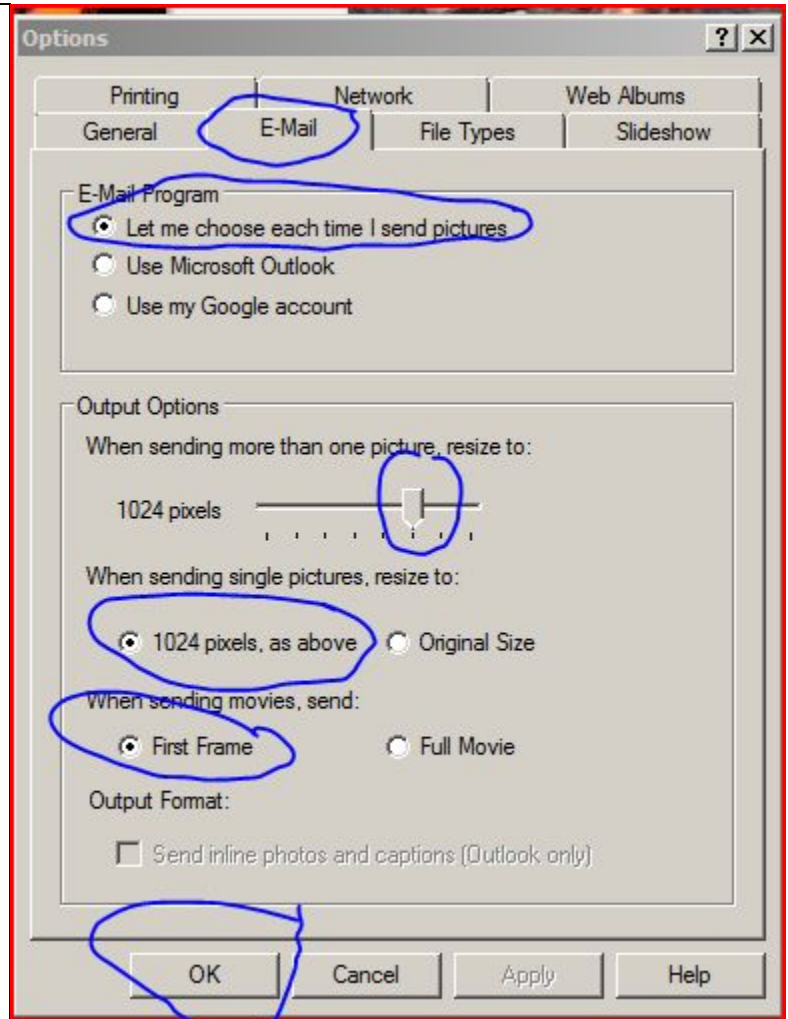 Options
Printing Network Web Albums
General E-Mail File Types Slideshow
E-Mail Program
Let me choose each time I send pictures
Use Microsoft Outlook
Use my Google account
Output Options
When sending more than one picture, resize to:
1024 pixels
When sending single pictures, resize to:
1024 pixels, as above Original Size
When sending movies, send:
First Frame Full Movie
Output Format:
Send inline photos and captions (Outlook only)
OK Cancel Apply Help